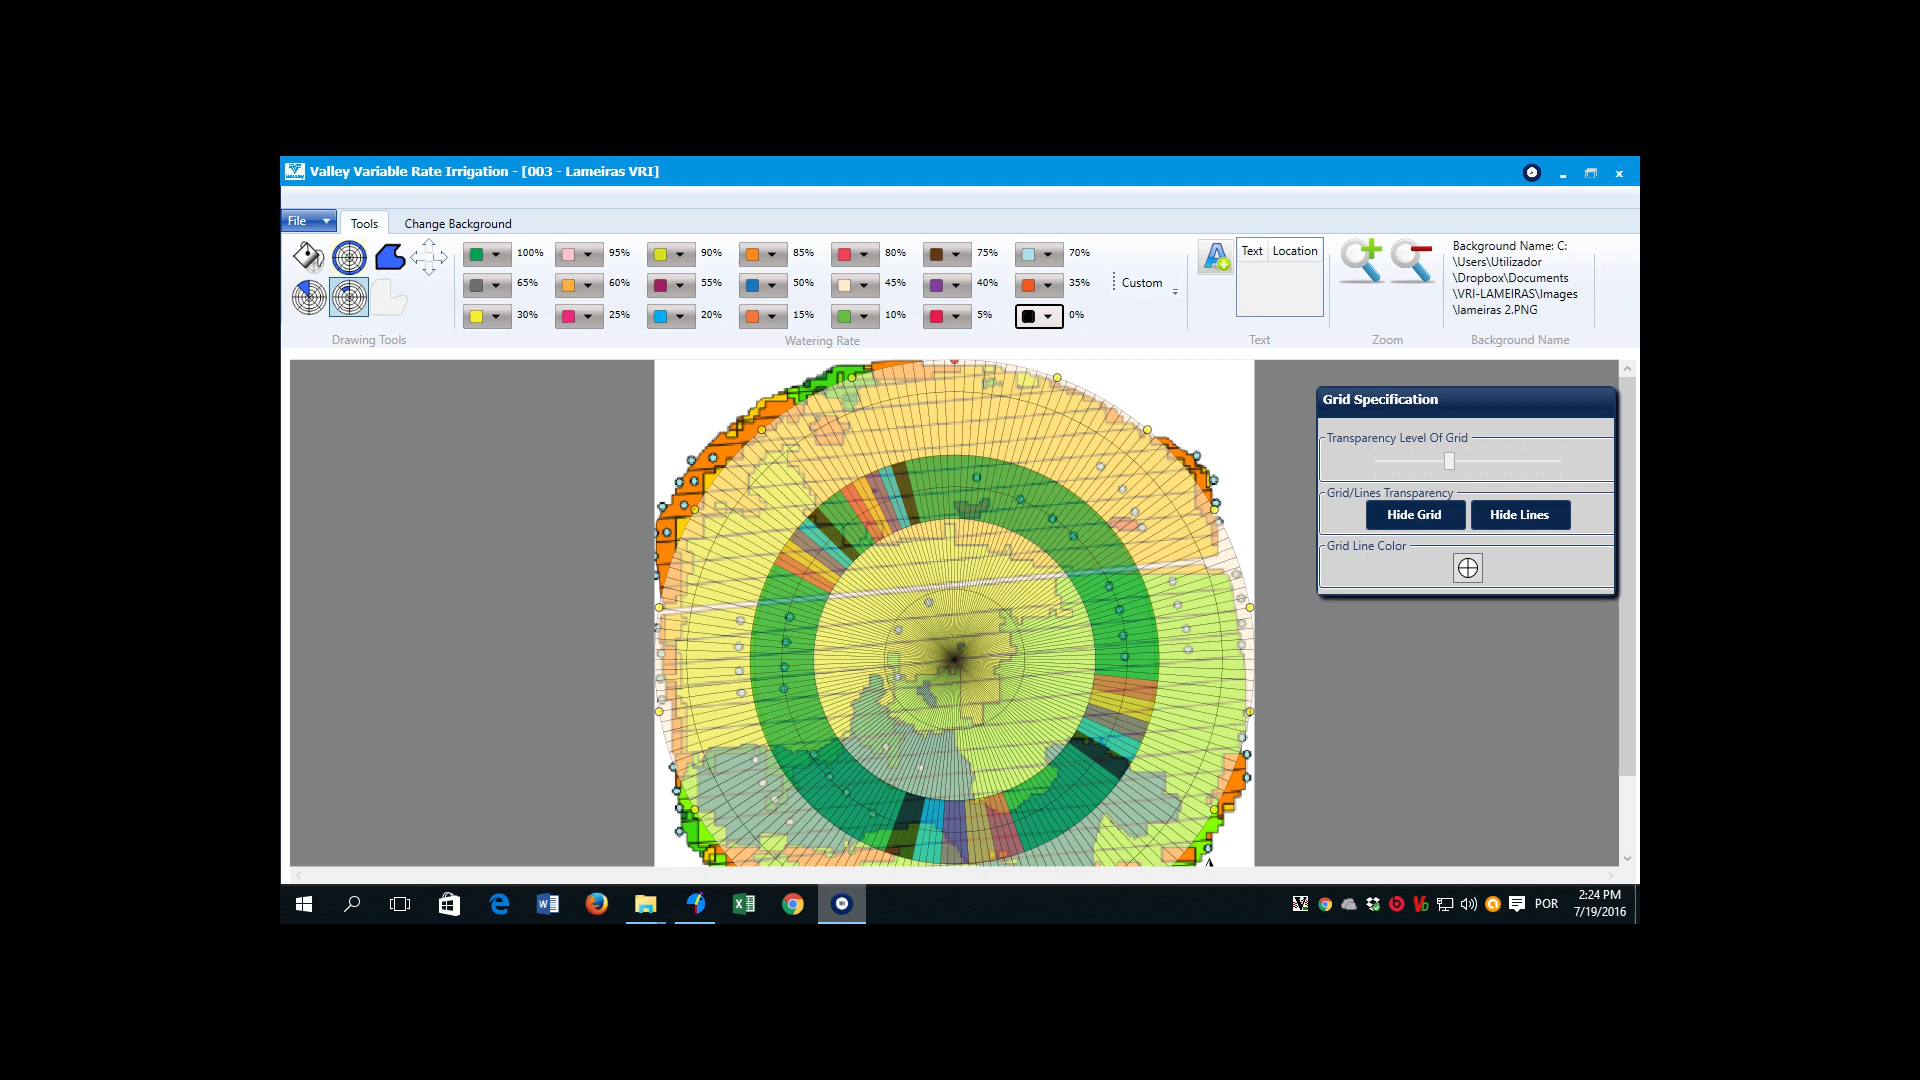 Valley Variable Rate Irrigation - [003 - Lameiras VRI]
File
Tools
Change Background
100% 95% 90% 85% 80% 75% 70%
65% 60% 55% 50% 45% 40% 35%
30% 25% 20% 15% 10% 5% 0%
Custom
Text Location
Background Name: C:
\Users\Utilizador
\Dropbox\Documents
\VRI-LAMEIRAS\Images
\lameiras 2.PNG
Drawing Tools
Watering Rate
Text
Zoom
Background Name
Grid Specification
Transparency Level Of Grid
Grid/Lines Transparency
Hide Grid
Hide Lines
Grid Line Color
POR
2:24 PM
7/19/2016